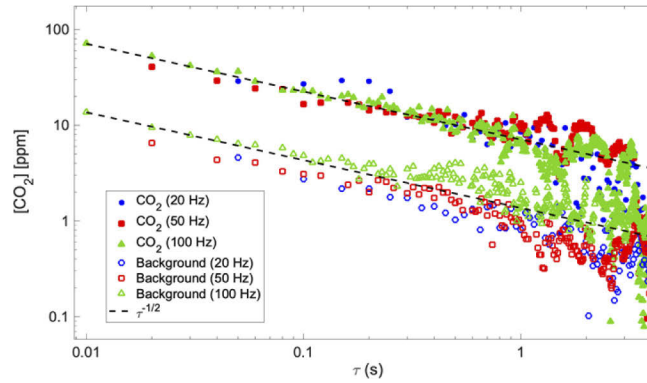 100
10
1
0.1
[CO₂] [ppm]
CO₂ (20 Hz)
CO₂ (50 Hz)
CO₂ (100 Hz)
Background (20 Hz)
Background (50 Hz)
Background (100 Hz)
τ⁻¹/²
0.01 0.1 1
τ (s)